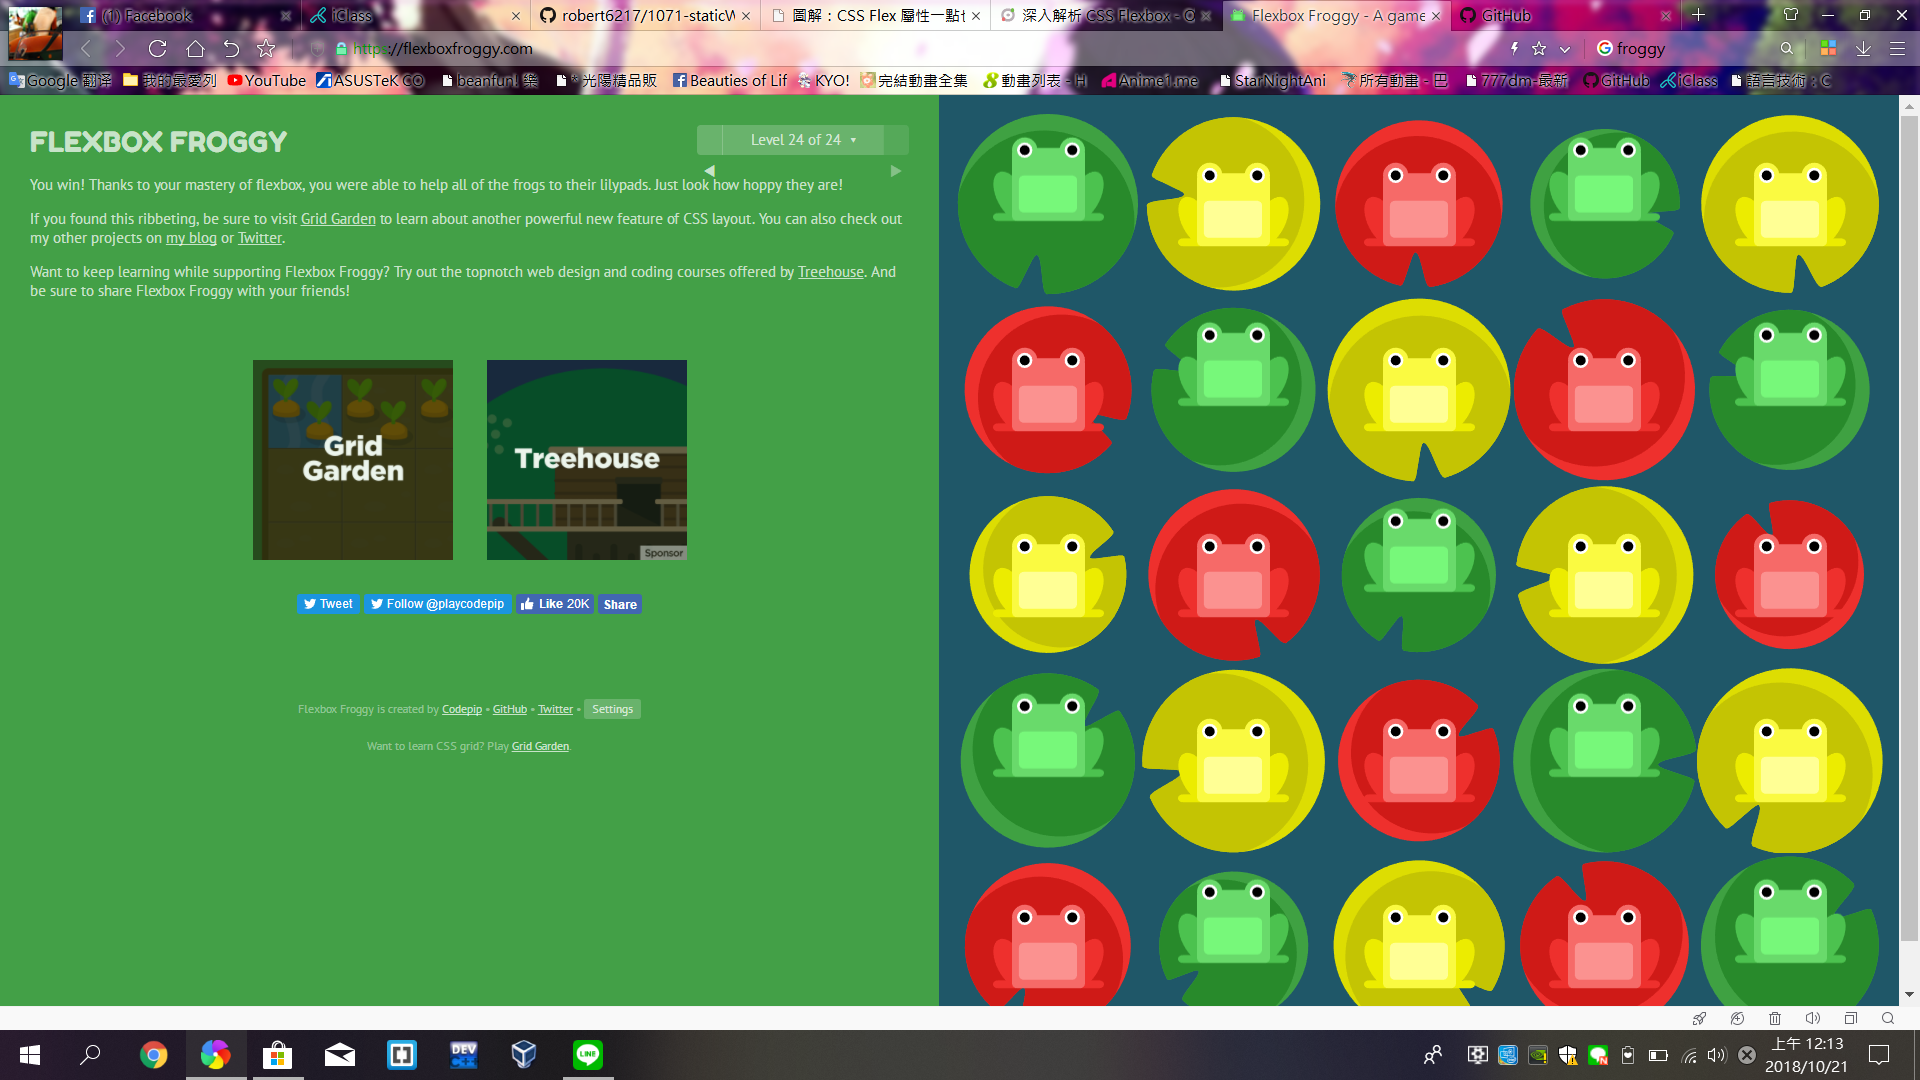 (1) Facebook
iClass
robert6217/1071-staticW
圖解：CSS Flex 屬性一點也
深入解析 CSS Flexbox - O
Flexbox Froggy - A game
GitHub
https://flexboxfroggy.com
froggy
Google 翻译
我的最愛列
YouTube
ASUSTeK CO
beanfun! 樂
*光陽精品販
Beauties of Lif
KYO!
完結動畫全集
動畫列表 - H
Anime1.me
StarNightAni
所有動畫 - 巴
777dm-最新
GitHub
iClass
語言技術：C
FLEXBOX FROGGY
Level 24 of 24
You win! Thanks to your mastery of flexbox, you were able to help all of the frogs to their lilypads. Just look how hoppy they are!
If you found this ribbeting, be sure to visit Grid Garden to learn about another powerful new feature of CSS layout. You can also check out
my other projects on my blog or Twitter.
Want to keep learning while supporting Flexbox Froggy? Try out the topnotch web design and coding courses offered by Treehouse. And
be sure to share Flexbox Froggy with your friends!
Grid
Garden
Treehouse
Sponsor
Tweet
Follow @playcodepip
Like 20K
Share
Flexbox Froggy is created by Codepip • GitHub • Twitter • Settings
Want to learn CSS grid? Play Grid Garden.
DEV
C++
LINE
上午 12:13
2018/10/21